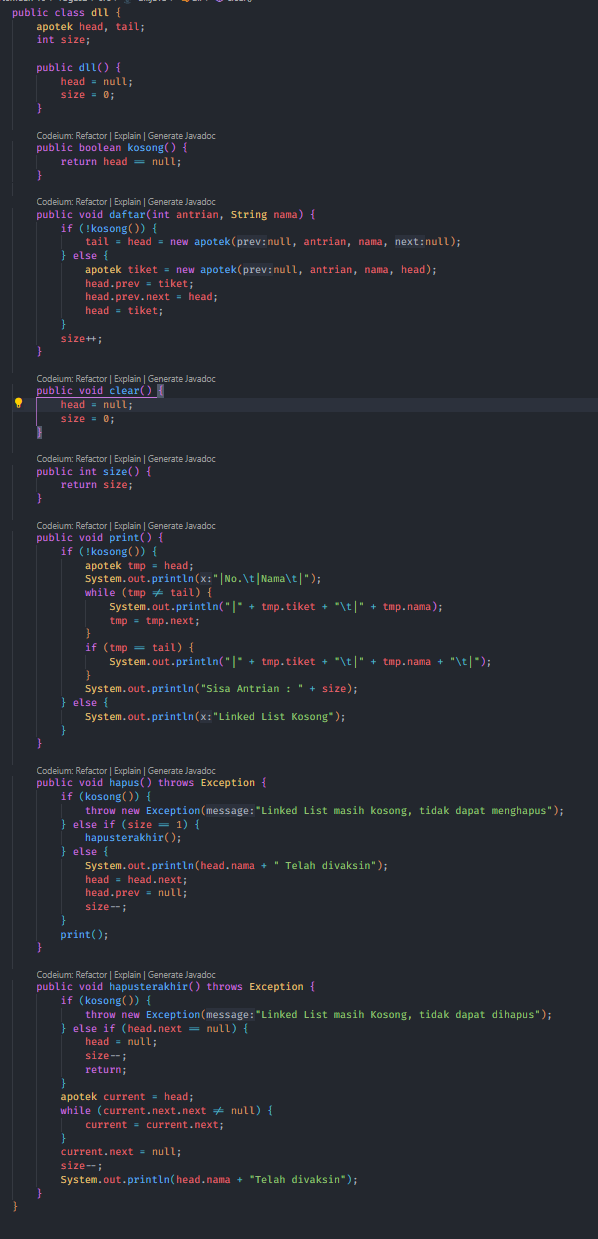 public class dll {
    apotek head, tail;
    int size;

    public dll() {
        head = null;
        size = 0;
    }

    Codeium: Refactor | Explain | Generate Javadoc
    public boolean kosong() {
        return head == null;
    }

    Codeium: Refactor | Explain | Generate Javadoc
    public void daftar(int antrian, String nama) {
        if (!kosong()) {
            tail = head = new apotek(prev:null, antrian, nama, next:null);
        } else {
            apotek tiket = new apotek(prev:null, antrian, nama, head);
            head.prev = tiket;
            head.prev.next = head;
            head = tiket;
        }
        size++;
    }

    Codeium: Refactor | Explain | Generate Javadoc
    public void clear() {
        head = null;
        size = 0;
    }

    Codeium: Refactor | Explain | Generate Javadoc
    public int size() {
        return size;
    }

    Codeium: Refactor | Explain | Generate Javadoc
    public void print() {
        if (!kosong()) {
            apotek tmp = head;
            System.out.println(x:"|No.\t|Nama\t|");
            while (tmp != tail) {
                System.out.println("|" + tmp.tiket + "\t|" + tmp.nama);
                tmp = tmp.next;
            }
            if (tmp == tail) {
                System.out.println("|" + tmp.tiket + "\t|" + tmp.nama + "\t|");
            }
            System.out.println("Sisa Antrian : " + size);
        } else {
            System.out.println(x:"Linked List Kosong");
        }
    }

    Codeium: Refactor | Explain | Generate Javadoc
    public void hapus() throws Exception {
        if (kosong()) {
            throw new Exception(message:"Linked List masih kosong, tidak dapat menghapus");
        } else if (size == 1) {
            hapusterakhir();
        } else {
            System.out.println(head.nama + " Telah divaksin");
            head = head.next;
            head.prev = null;
            size--;
        }
        print();
    }

    Codeium: Refactor | Explain | Generate Javadoc
    public void hapusterakhir() throws Exception {
        if (kosong()) {
            throw new Exception(message:"Linked List masih Kosong, tidak dapat dihapus");
        } else if (head.next == null) {
            head = null;
            size--;
            return;
        }
        apotek current = head;
        while (current.next.next != null) {
            current = current.next;
        }
        current.next = null;
        size--;
        System.out.println(head.nama + "Telah divaksin");
    }
}